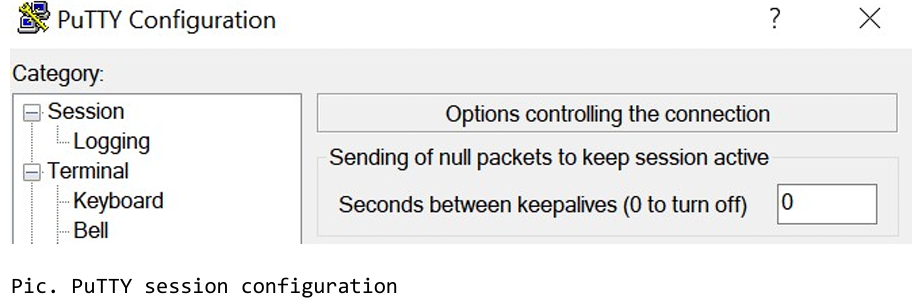 PuTTY Configuration
?
Category:
Session
Logging
Terminal
Keyboard
Bell
Options controlling the connection
Sending of null packets to keep session active
Seconds between keepalives (0 to turn off) 0
Pic. PuTTY session configuration